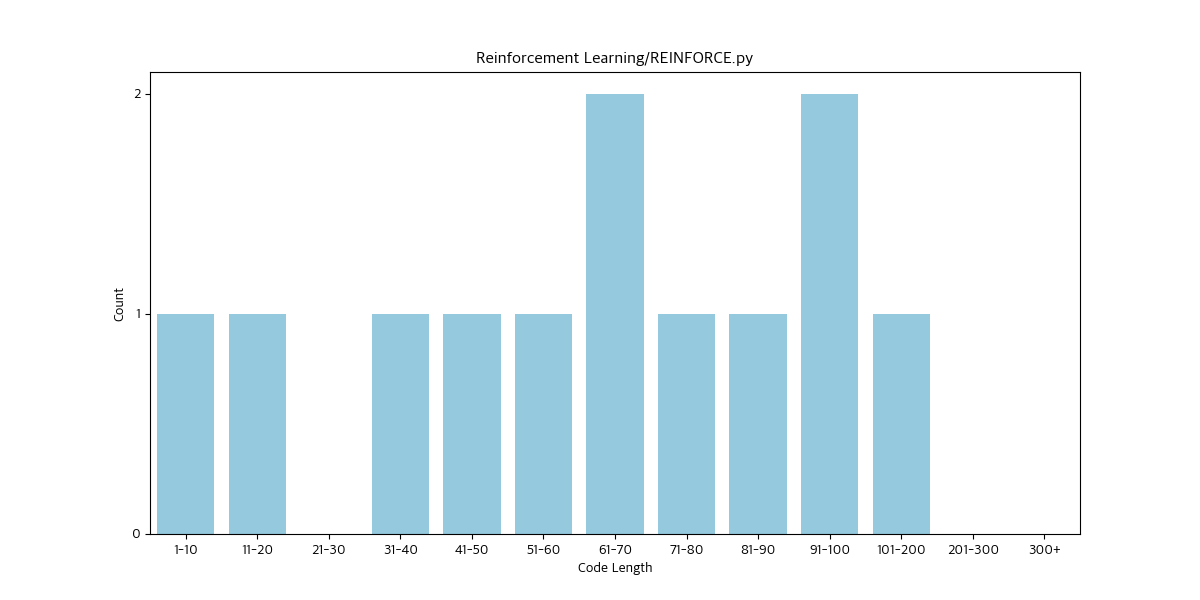 Reinforcement Learning/REINFORCE.py
2
1
0
Count
1-10 11-20 21-30 31-40 41-50 51-60 61-70 71-80 81-90 91-100 101-200 201-300 300+
Code Length